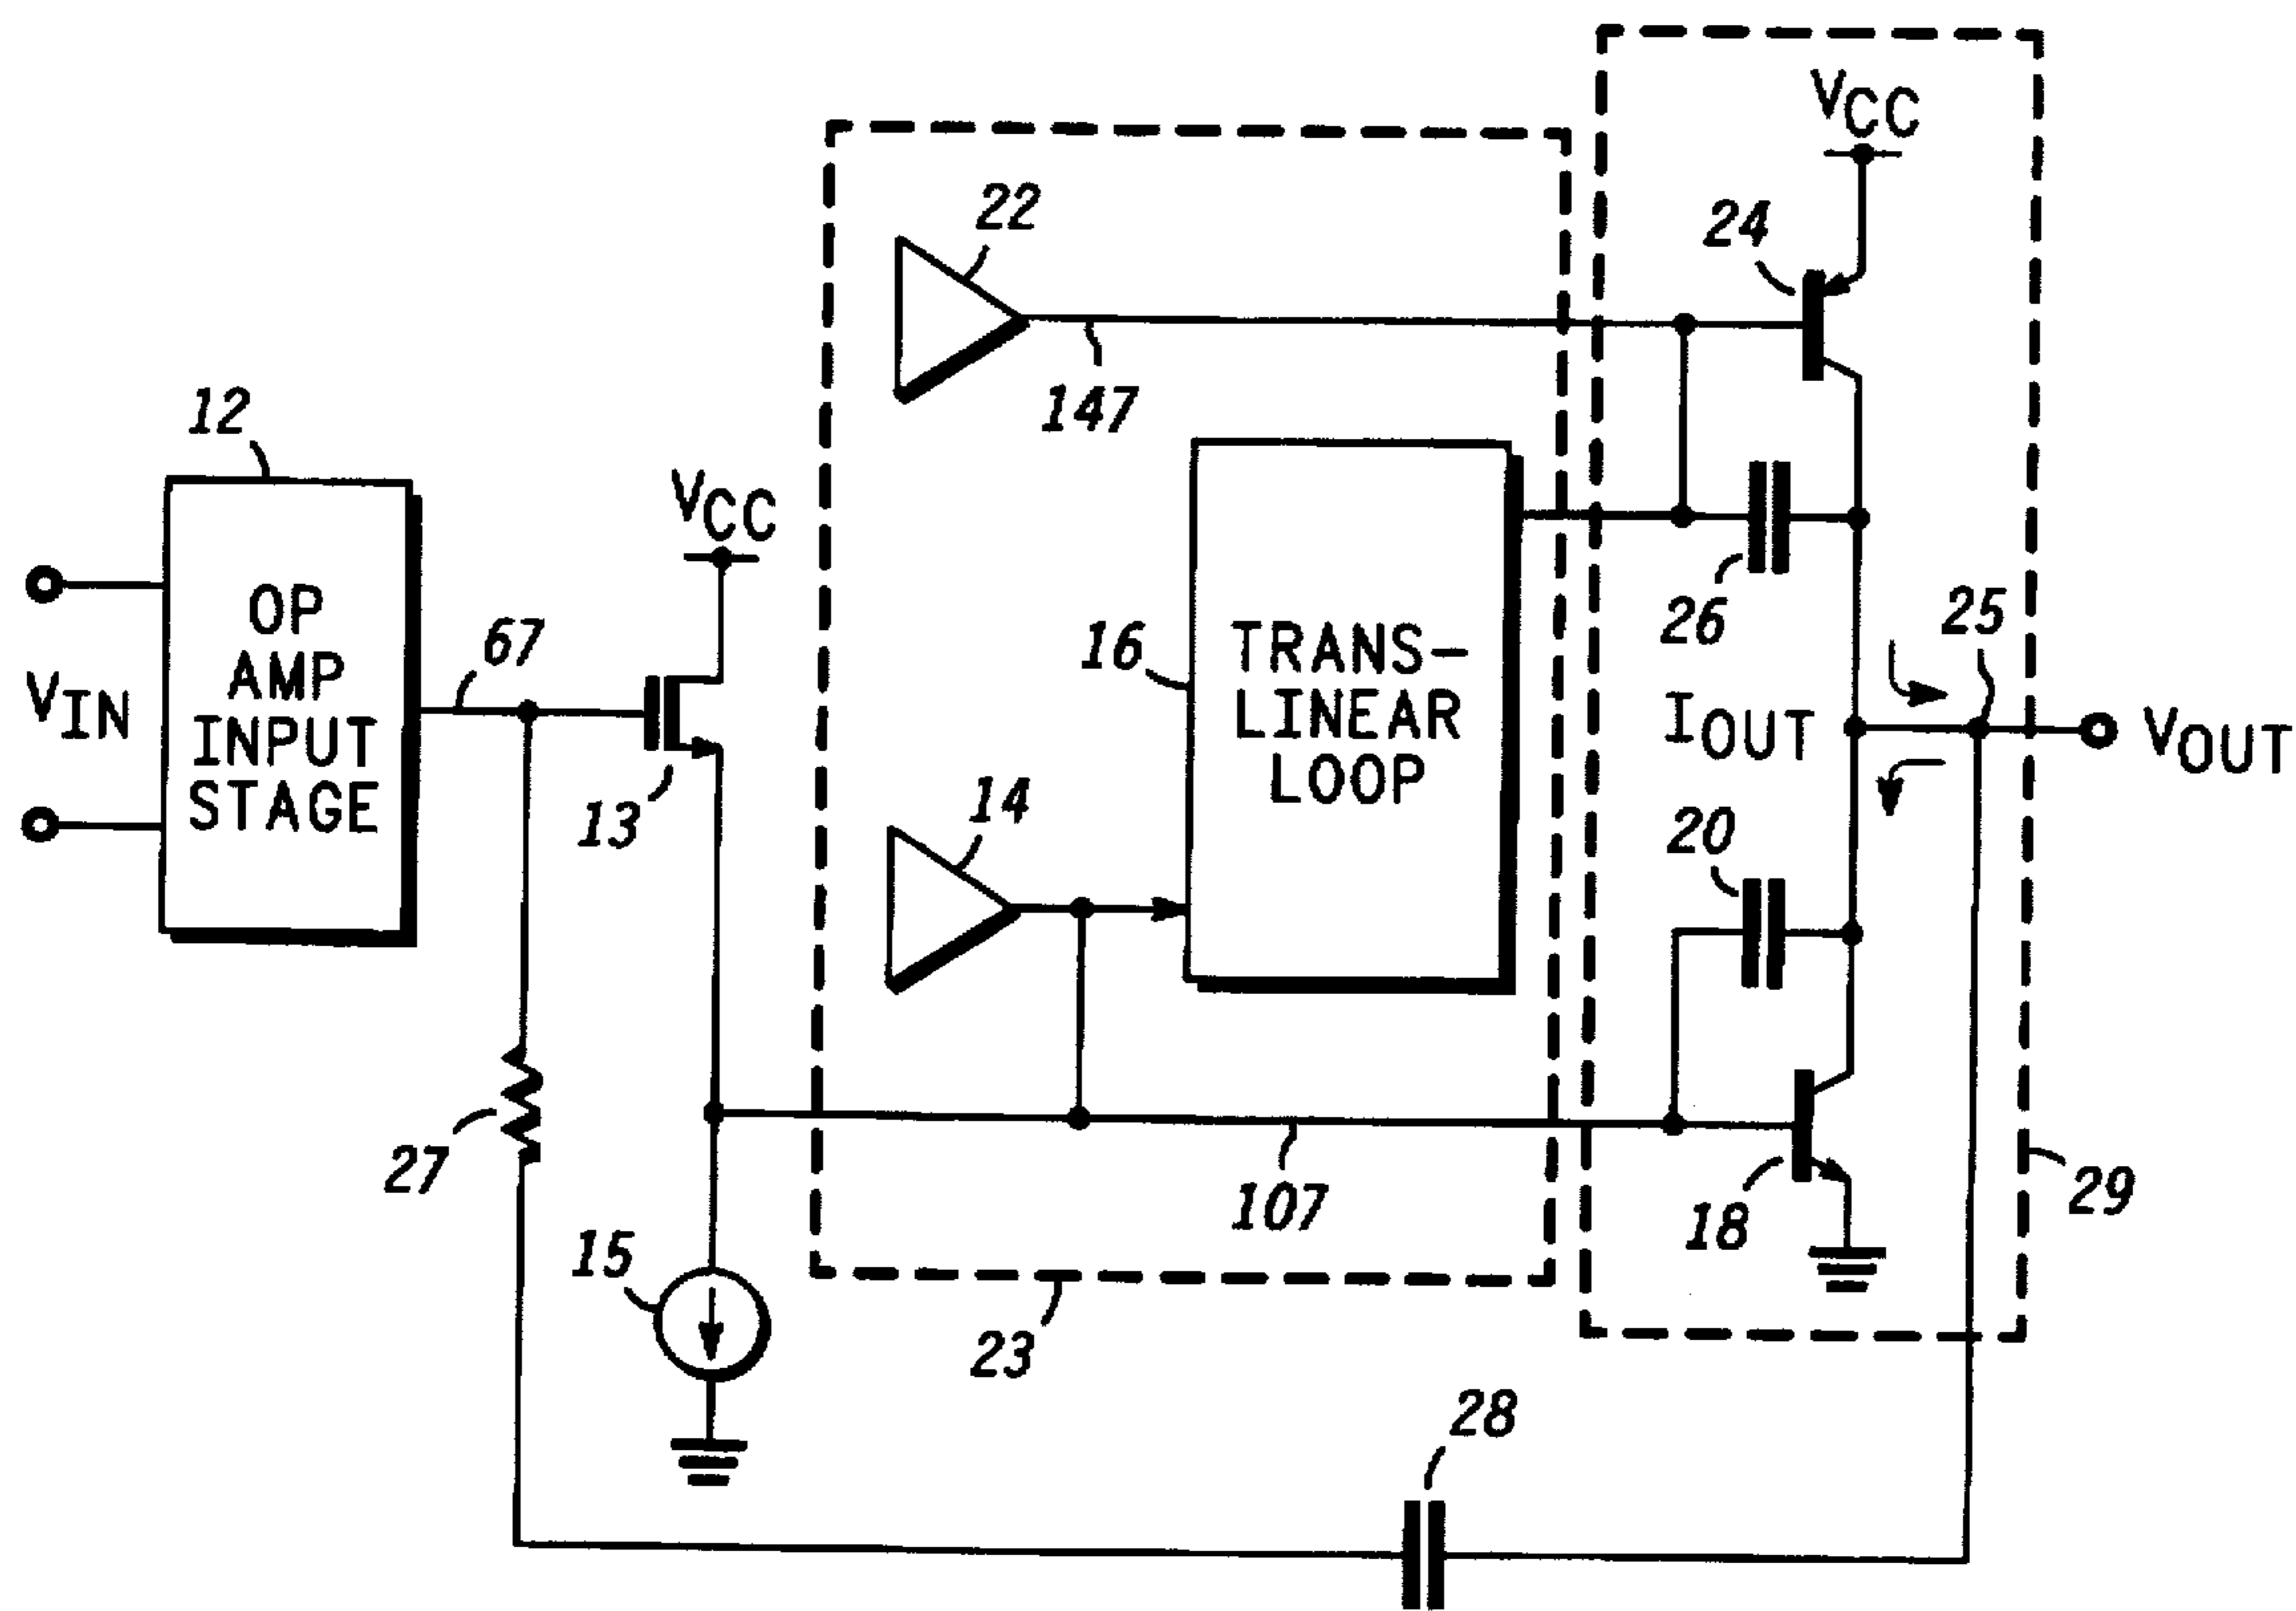 VCC
22
24
147
12
VCC
OP
AMP
INPUT
STAGE
VIN
67
13
16
TRANS-
LINEAR
LOOP
26
25
IOUT
VOUT
14
20
27
107
18
29
15
23
28